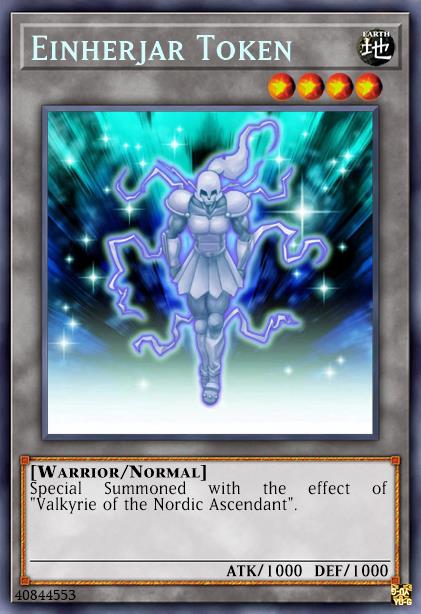 Einherjar Token
EARTH
地
[Warrior/Normal]
Special Summoned with the effect of
"Valkyrie of the Nordic Ascendant".
ATK/1000 DEF/1000
40844553